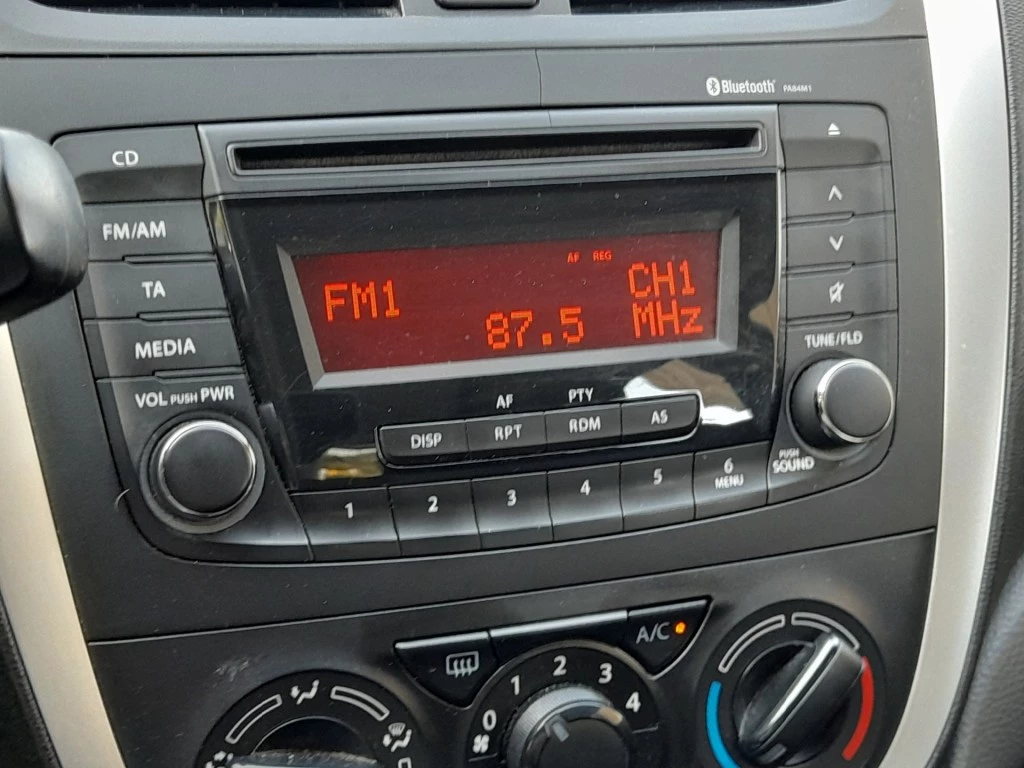 Bluetooth PA84M1
CD
FM/AM
TA
MEDIA
VOL PUSH PWR
AF REG
FM1
CH1
87.5 MHz
TUNE/FLD
AF PTY
DISP RPT RDM AS
PUSH
SOUND
1 2 3 4 5 6
MENU
A/C
0 1 2 3 4